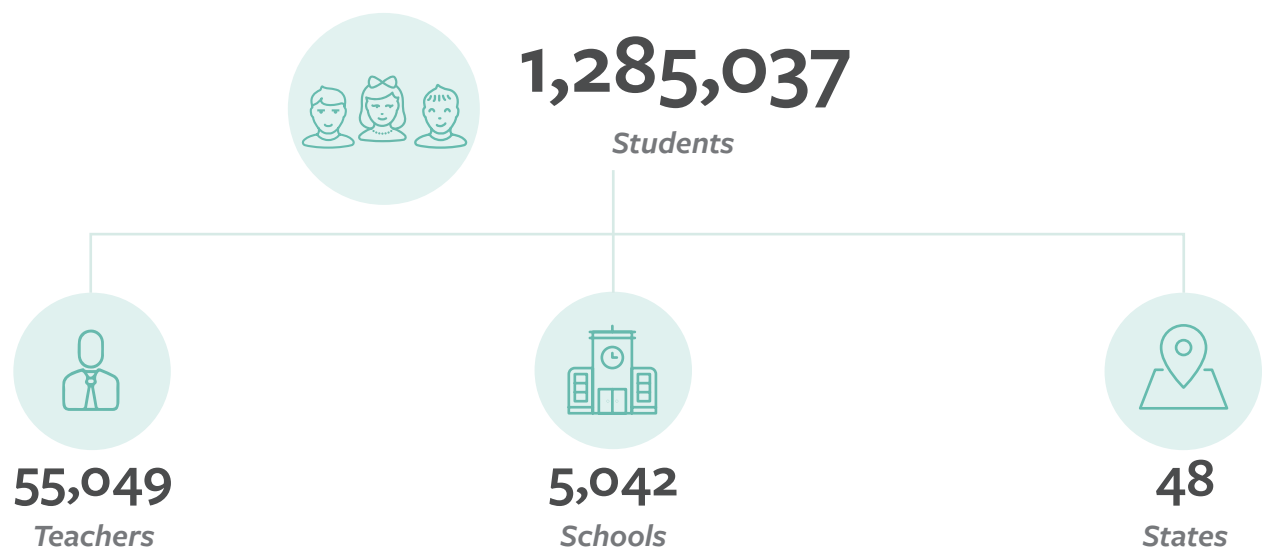 1,285,037
Students
55,049
Teachers
5,042
Schools
48
States